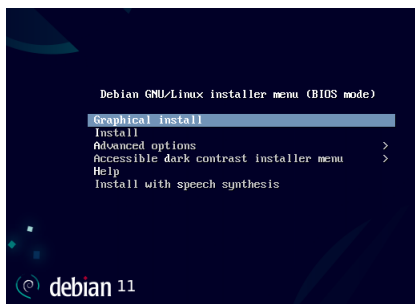 Debian GNU/Linux installer menu (BIOS mode)
Graphical install
Install
Advanced options >
Accessible dark contrast installer menu >
Help
Install with speech synthesis
debian 11